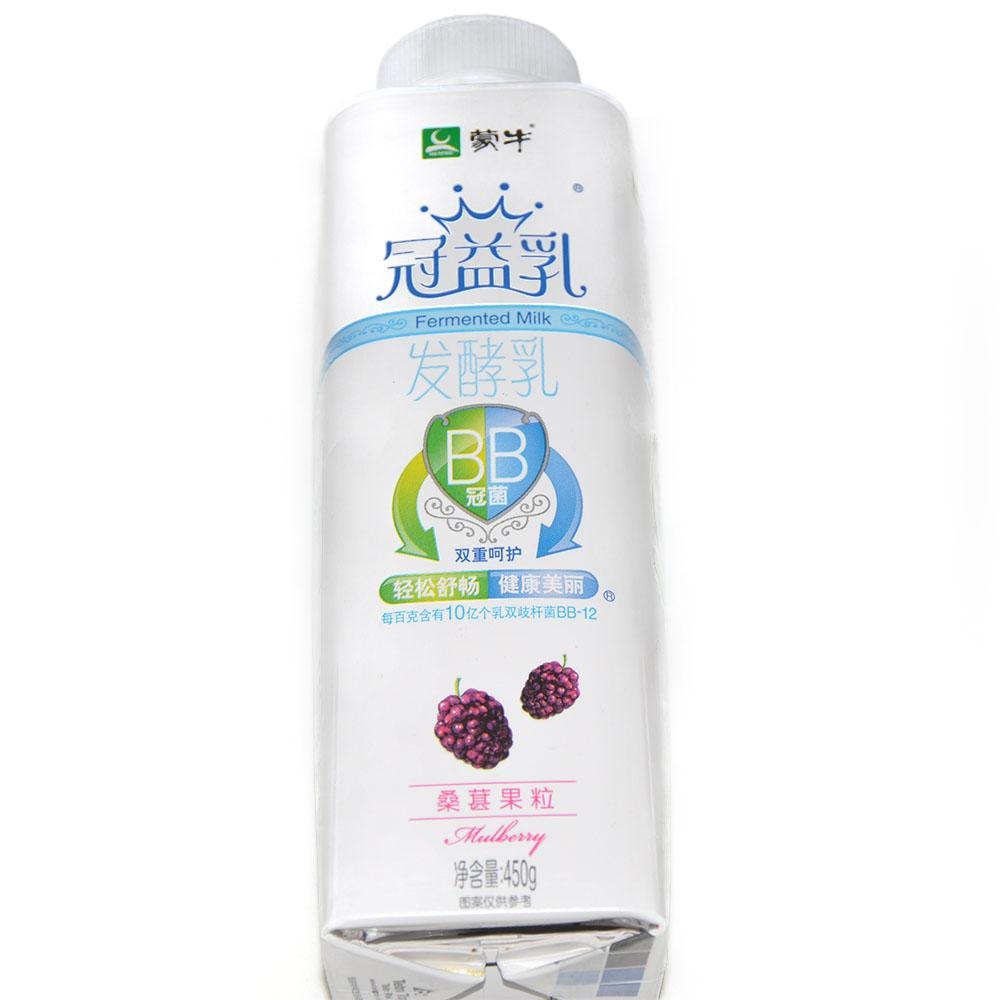 蒙牛®
®
冠益乳
Fermented Milk
发酵乳
BB
冠菌
双重呵护
轻松舒畅 健康美丽 ®
每百克含有10亿个乳双歧杆菌BB-12
桑葚果粒
Mulberry
净含量:450g
图案仅供参考